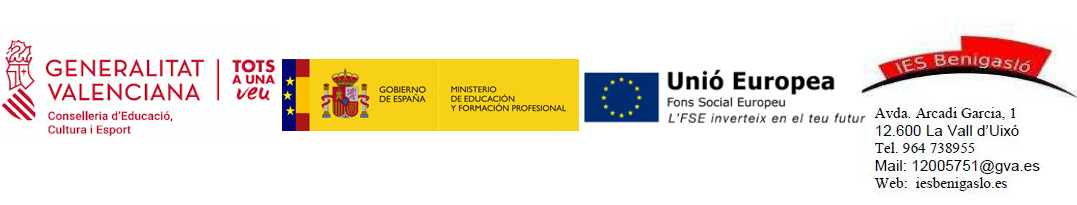 GENERALITAT
VALENCIANA
Conselleria d'Educació,
Cultura i Esport
TOTS
A UNA
veu
GOBIERNO
DE ESPAÑA
MINISTERIO
DE EDUCACIÓN
Y FORMACIÓN PROFESIONAL
Unió Europea
Fons Social Europeu
L'FSE inverteix en el teu futur
IES Benigasló
Avda. Arcadi Garcia, 1
12.600 La Vall d'Uixó
Tel. 964 738955
Mail: 12005751@gva.es
Web: iesbenigaslo.es